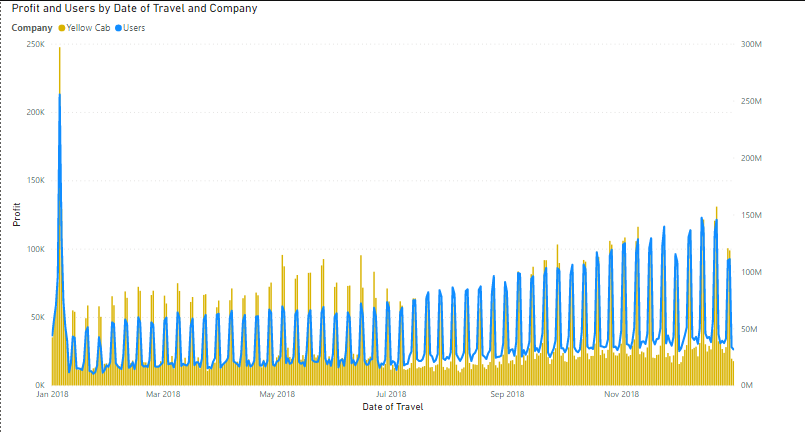 Profit and Users by Date of Travel and Company
Company Yellow Cab Users
250K
300M
250M
200K
200M
150K
150M
Profit
100K
100M
50K
50M
0K
0M
Jan 2018 Mar 2018 May 2018 Jul 2018 Sep 2018 Nov 2018
Date of Travel